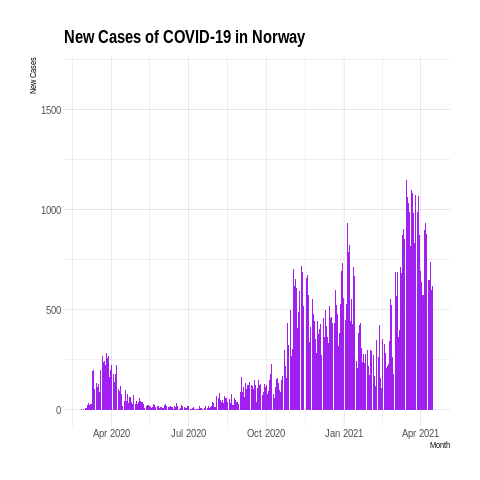 New Cases of COVID-19 in Norway
New Cases
1500
1000
500
0
Apr 2020
Jul 2020
Oct 2020
Jan 2021
Apr 2021
Month